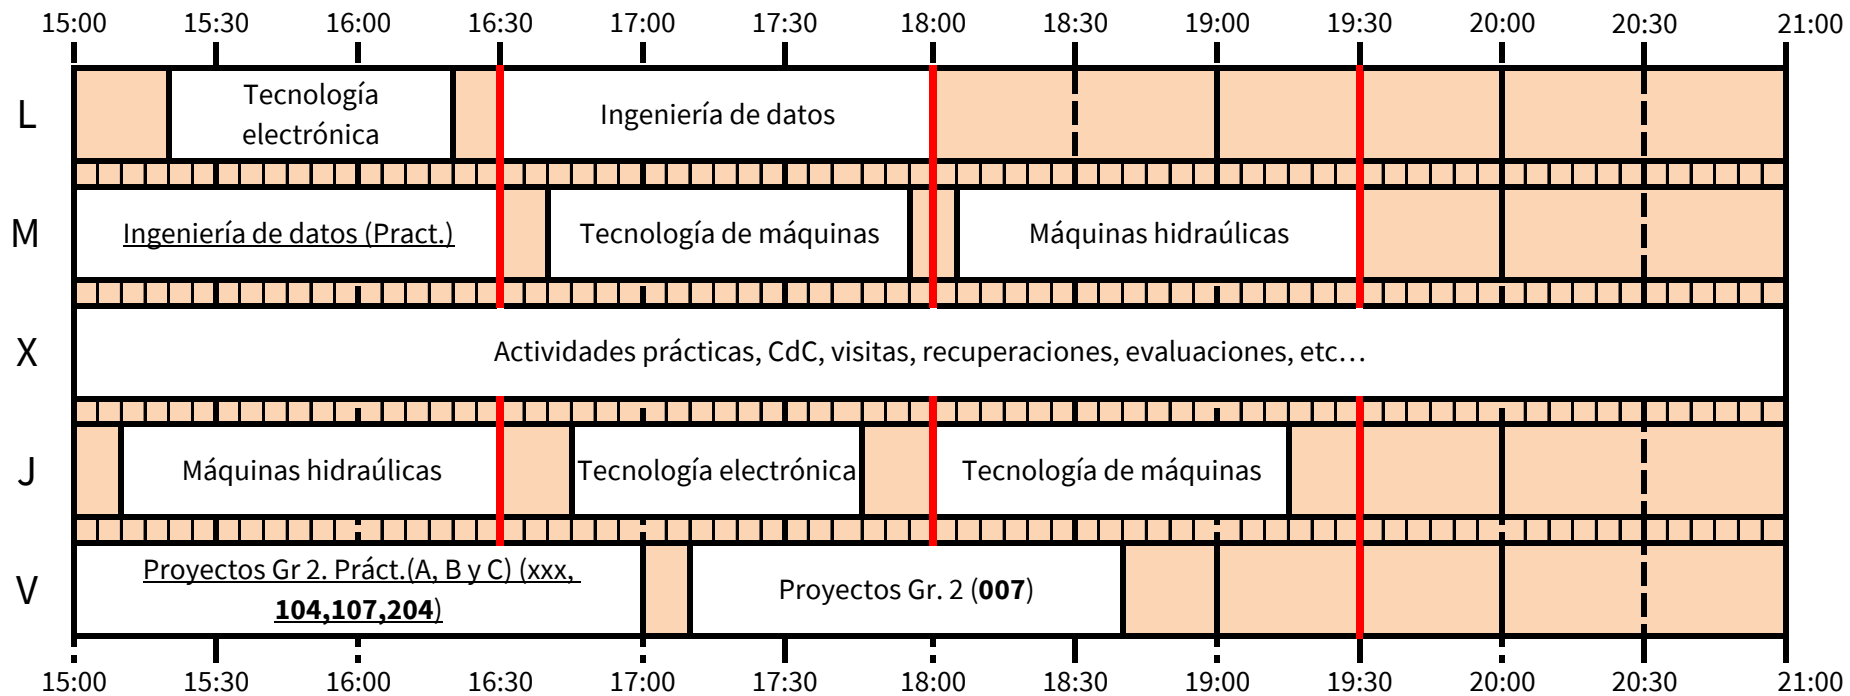 15:00 15:30 16:00 16:30 17:00 17:30 18:00 18:30 19:00 19:30 20:00 20:30 21:00
L
Tecnología
electrónica
Ingeniería de datos
M
Ingeniería de datos (Pract.)
Tecnología de máquinas
Máquinas hidraúlicas
X
Actividades prácticas, CdC, visitas, recuperaciones, evaluaciones, etc…
J
Máquinas hidraúlicas
Tecnología electrónica
Tecnología de máquinas
V
Proyectos Gr 2. Práct.(A, B y C) (xxx,
104,107,204)
Proyectos Gr. 2 (007)
15:00 15:30 16:00 16:30 17:00 17:30 18:00 18:30 19:00 19:30 20:00 20:30 21:00